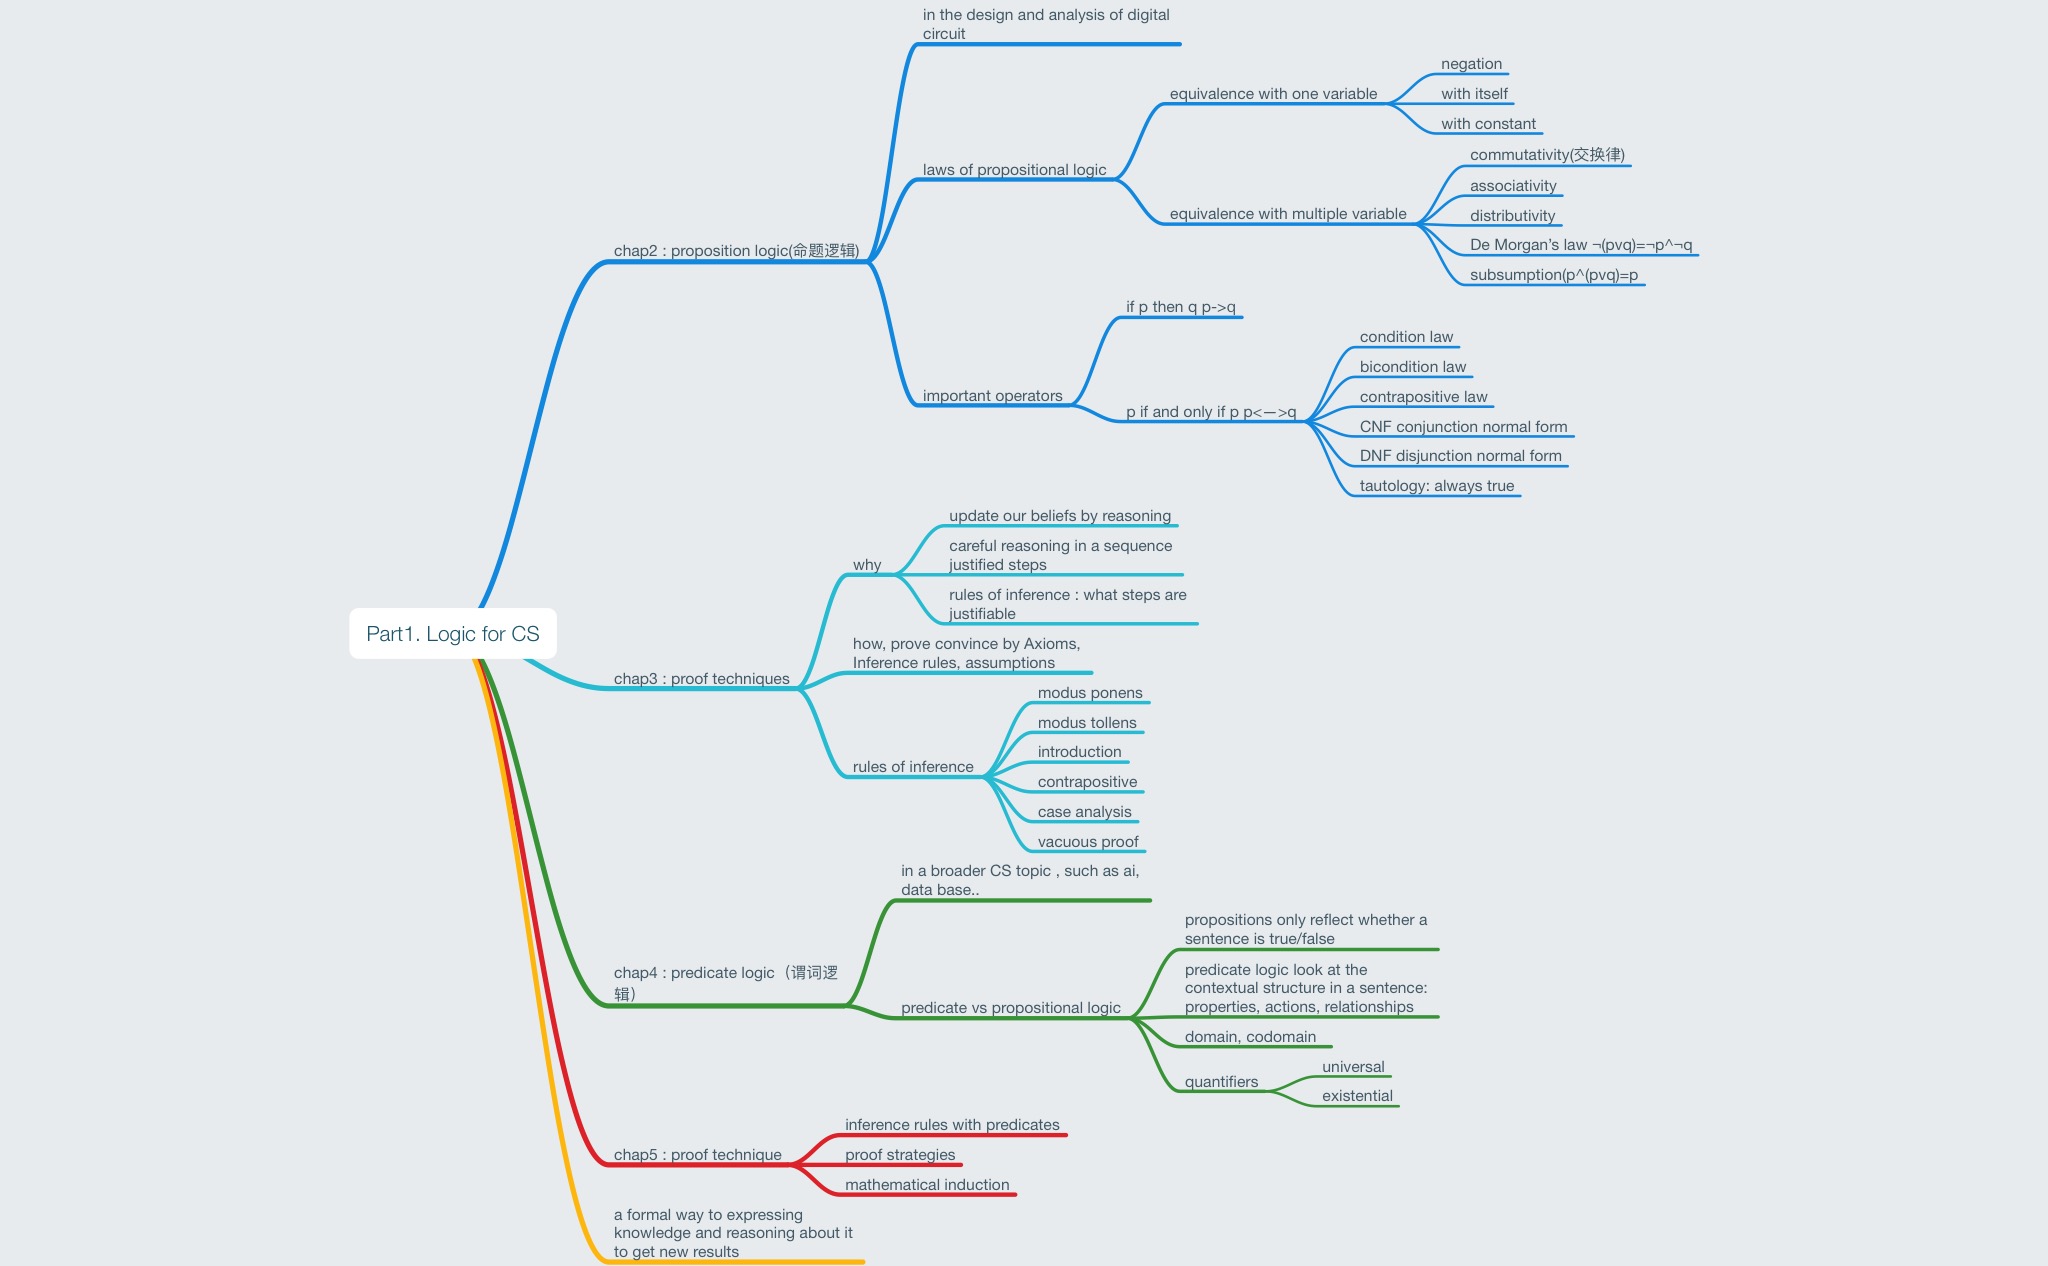 Part1. Logic for CS
chap2 : proposition logic(命题逻辑)
in the design and analysis of digital
circuit
laws of propositional logic
equivalence with one variable
negation
with itself
with constant
equivalence with multiple variable
commutativity(交换律)
associativity
distributivity
De Morgan’s law ¬(pvq)=¬p^¬q
subsumption(p^(pvq)=p
important operators
if p then q p->q
p if and only if p p<—>q
condition law
bicondition law
contrapositive law
CNF conjunction normal form
DNF disjunction normal form
tautology: always true
chap3 : proof techniques
why
update our beliefs by reasoning
careful reasoning in a sequence
justified steps
rules of inference : what steps are
justifiable
how, prove convince by Axioms,
Inference rules, assumptions
rules of inference
modus ponens
modus tollens
introduction
contrapositive
case analysis
vacuous proof
chap4 : predicate logic（谓词逻
辑）
in a broader CS topic , such as ai,
data base..
predicate vs propositional logic
propositions only reflect whether a
sentence is true/false
predicate logic look at the
contextual structure in a sentence:
properties, actions, relationships
domain, codomain
quantifiers
universal
existential
chap5 : proof technique
inference rules with predicates
proof strategies
mathematical induction
a formal way to expressing
knowledge and reasoning about it
to get new results